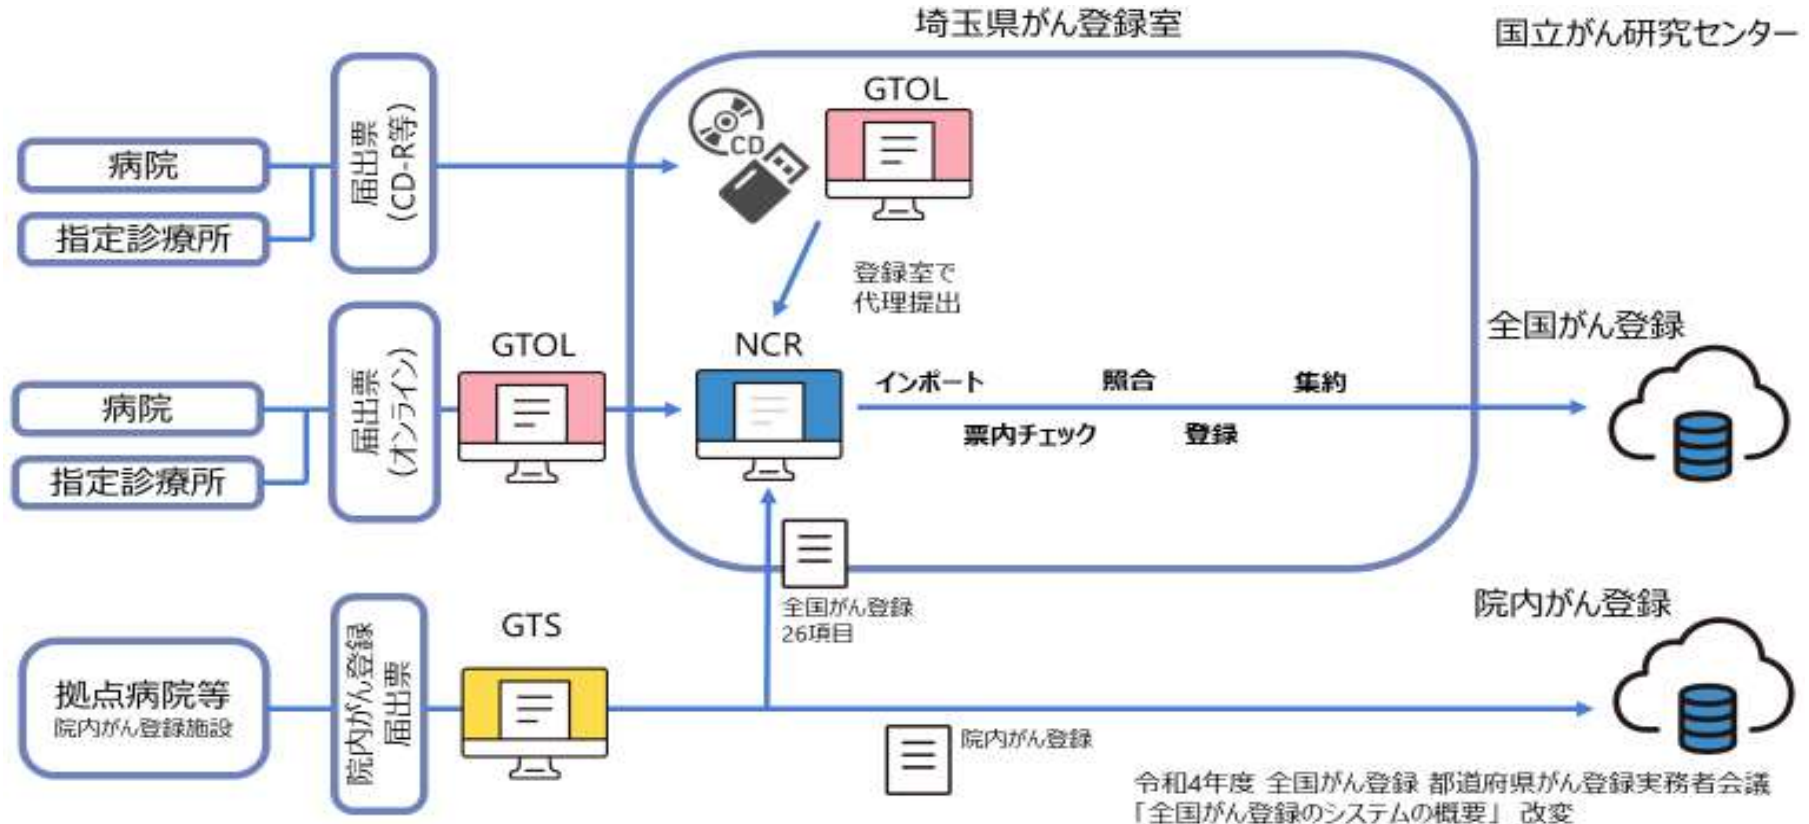 埼玉県がん登録室
国立がん研究センター
病院
指定診療所
届出票
(CD-R等)
CD
GTOL
登録室で
代理提出
病院
指定診療所
届出票
(オンライン)
GTOL
NCR
インポート
票内チェック
照合
登録
集約
全国がん登録
全国がん登録
26項目
拠点病院等
院内がん登録施設
院内がん登録
届出票
GTS
院内がん登録
院内がん登録
令和4年度 全国がん登録 都道府県がん登録実務者会議
「全国がん登録のシステムの概要」 改変